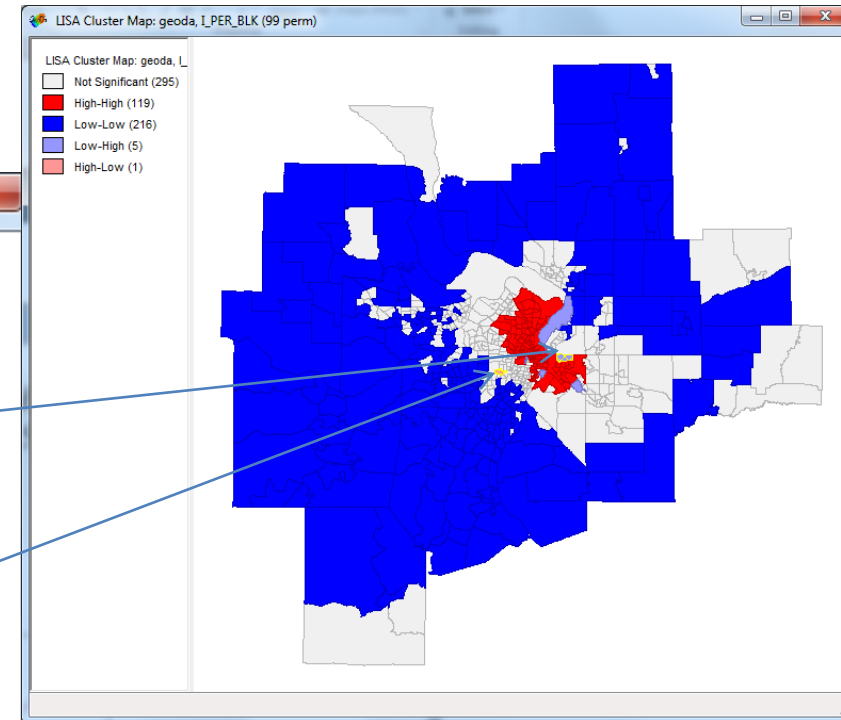 LISA Cluster Map: geoda, I_PER_BLK (99 perm)
LISA Cluster Map: geoda, I_
Not Significant (295)
High-High (119)
Low-Low (216)
Low-High (5)
High-Low (1)